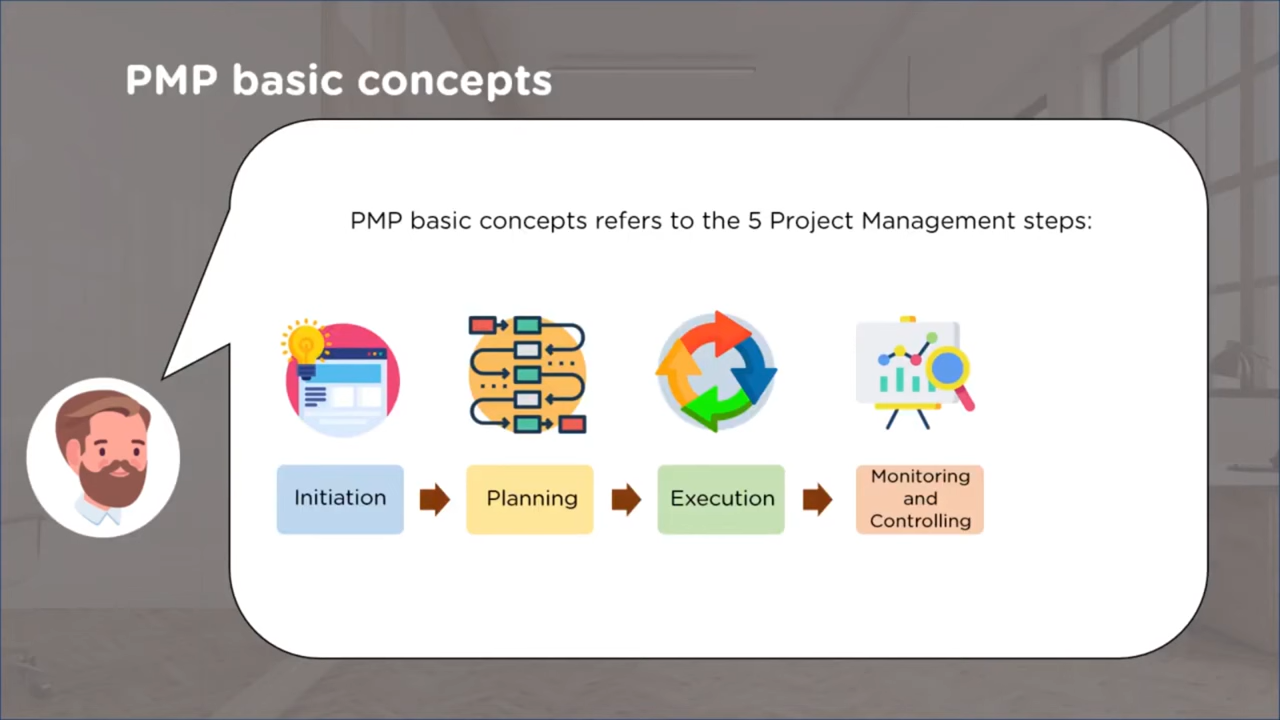 PMP basic concepts
PMP basic concepts refers to the 5 Project Management steps:
Initiation
Planning
Execution
Monitoring
and
Controlling